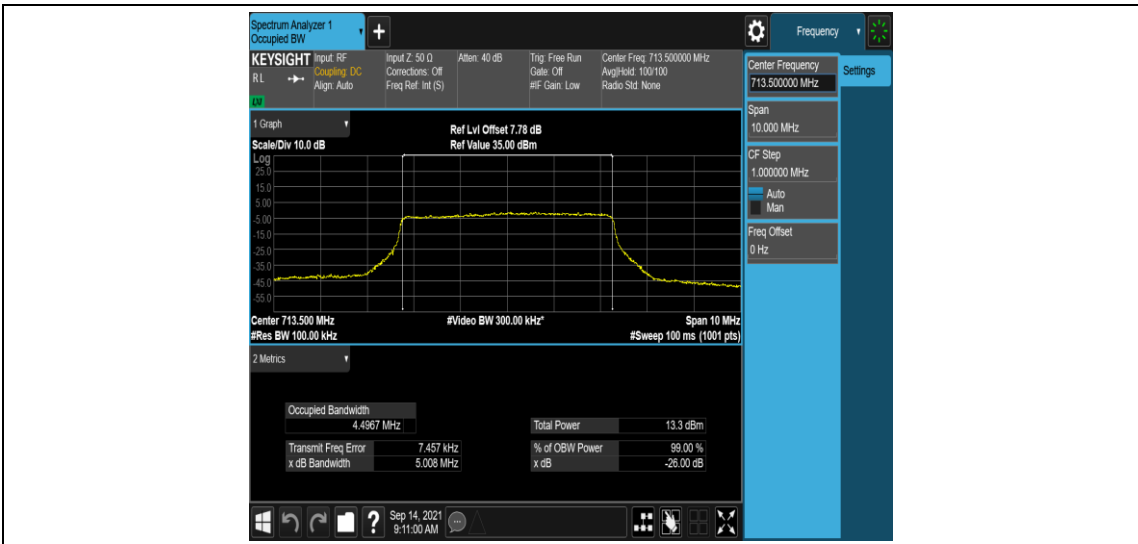 Spectrum Analyzer 1
Occupied BW
+
Frequency
KEYSIGHT
RL
LXI
Input: RF
Coupling: DC
Align: Auto
Input Z: 50 Ω
Corrections: Off
Freq Ref: Int (S)
Atten: 40 dB
Trig: Free Run
Gate: Off
#IF Gain: Low
Center Freq: 713.500000 MHz
Avg|Hold: 100/100
Radio Std: None
Center Frequency
713.500000 MHz
Settings
Span
10.000 MHz
CF Step
1.000000 MHz
Auto
Man
Freq Offset
0 Hz
1 Graph
Ref Lvl Offset 7.78 dB
Scale/Div 10.0 dB
Ref Value 35.00 dBm
Log
25.0
15.0
5.00
-5.00
-15.0
-25.0
-35.0
-45.0
-55.0
Center 713.500 MHz
#Video BW 300.00 kHz*
Span 10 MHz
#Res BW 100.00 kHz
#Sweep 100 ms (1001 pts)
2 Metrics
Occupied Bandwidth
4.4967 MHz
Total Power 13.3 dBm
Transmit Freq Error 7.457 kHz
% of OBW Power 99.00 %
x dB Bandwidth 5.008 MHz
x dB -26.00 dB
?
Sep 14, 2021
9:11:00 AM